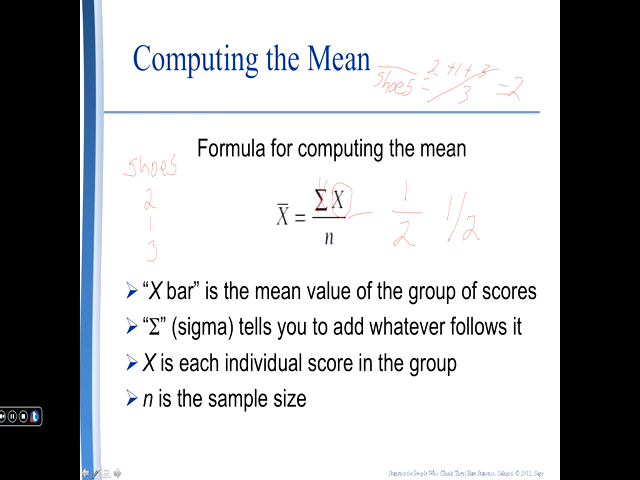 Computing the Mean
shoes = 2 + 1 + 3
3
= 2
Formula for computing the mean
shoes
2
1
3
X̄ = ΣX
n
1
2
1/2
"X bar" is the mean value of the group of scores
"Σ" (sigma) tells you to add whatever follows it
X is each individual score in the group
n is the sample size
Statistics for People Who (Think They) Hate Statistics, Salkind. © 2012, Sage